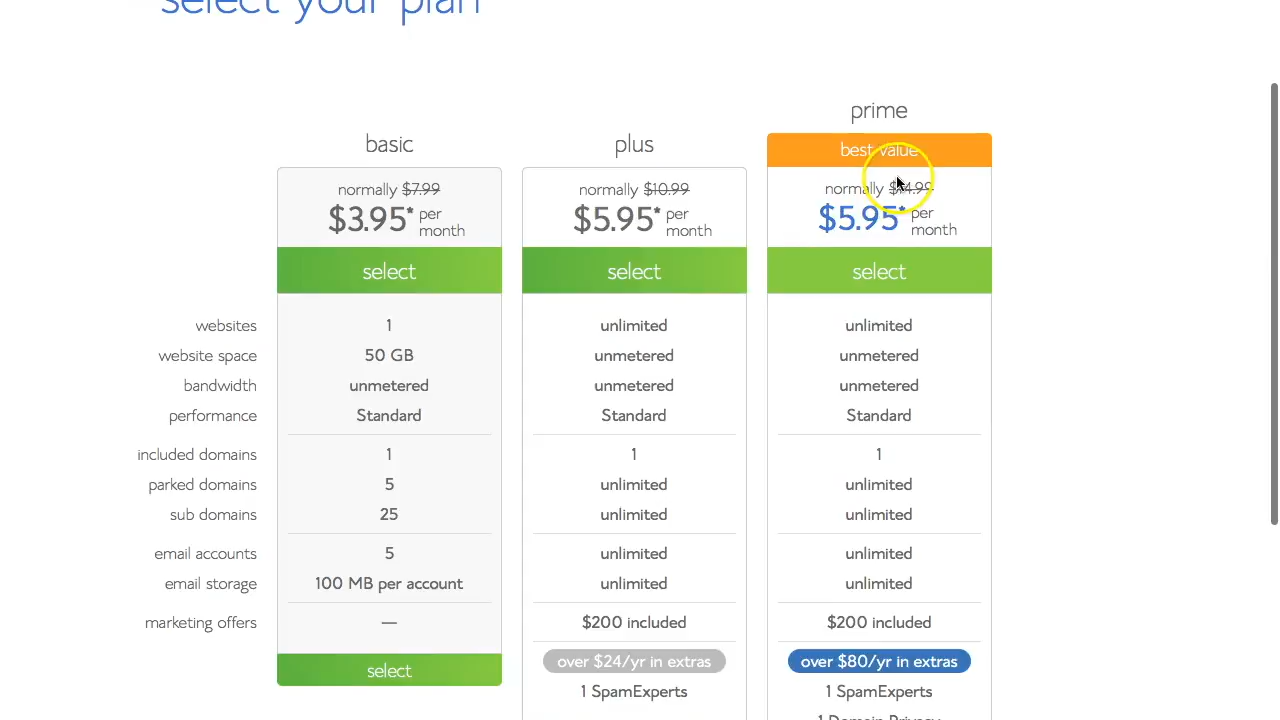 select your plan
prime
basic
plus
best value
normally $7.99
$3.95* per month
normally $10.99
$5.95* per month
normally $14.99
$5.95* per month
select
select
select
websites 1 unlimited unlimited
website space 50 GB unmetered unmetered
bandwidth unmetered unmetered unmetered
performance Standard Standard Standard
included domains 1 1 1
parked domains 5 unlimited unlimited
sub domains 25 unlimited unlimited
email accounts 5 unlimited unlimited
email storage 100 MB per account unlimited unlimited
marketing offers — $200 included $200 included
select
over $24/yr in extras
over $80/yr in extras
1 SpamExperts
1 SpamExperts
1 Domain Privacy